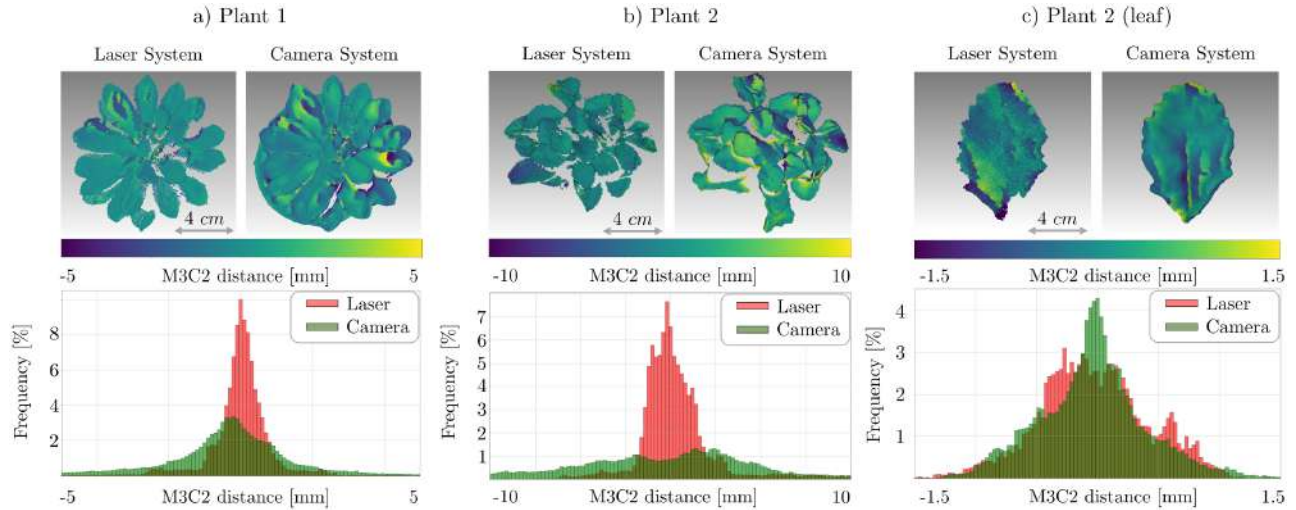 a) Plant 1
Laser System Camera System
4 cm
-5 5
M3C2 distance [mm]
Laser
Camera
Frequency [%]
8
6
4
2
-5 M3C2 distance [mm] 5
b) Plant 2
Laser System Camera System
4 cm
-10 10
M3C2 distance [mm]
Laser
Camera
Frequency [%]
7
6
5
4
3
2
1
-10 M3C2 distance [mm] 10
c) Plant 2 (leaf)
Laser System Camera System
4 cm
-1.5 1.5
M3C2 distance [mm]
Laser
Camera
Frequency [%]
4
3
2
1
-1.5 M3C2 distance [mm] 1.5